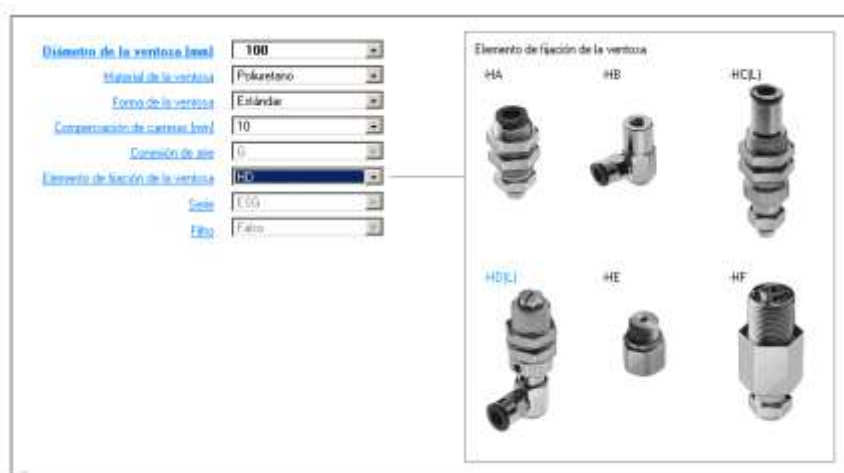 Diámetro de la ventosa [mm] 100
Material de la ventosa Poliuretano
Forma de la ventosa Estándar
Compensación de carreras [mm] 10
Conexión de aire G
Elemento de fijación de la ventosa HD
Serie ESG
Filtro Falso
Elemento de fijación de la ventosa
-HA -HB -HC(L)
-HD(L) -HE -HF